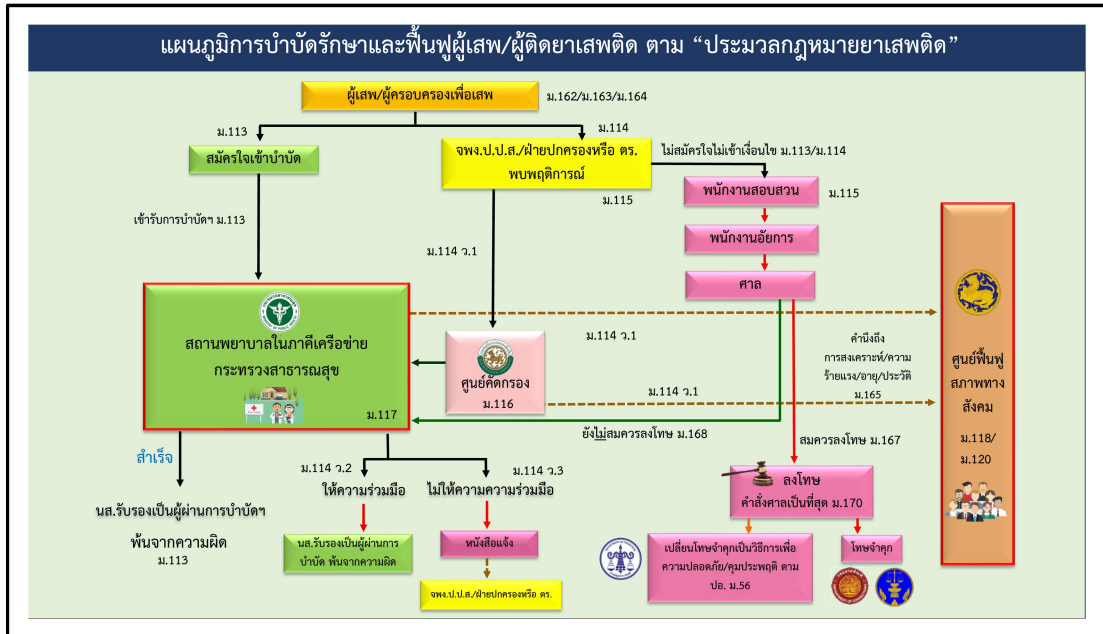 แผนภูมิการบำบัดรักษาและฟื้นฟูผู้เสพ/ผู้ติดยาเสพติด ตาม “ประมวลกฎหมายยาเสพติด”
ผู้เสพ/ผู้ครอบครองเพื่อเสพ
ม.162/ม.163/ม.164
ม.113
ม.114
สมัครใจเข้าบำบัด
จพง.ป.ป.ส./ฝ่ายปกครองหรือ ตร.
พบพฤติการณ์
ไม่สมัครใจไม่เข้าเงื่อนไข ม.113/ม.114
ม.115
พนักงานสอบสวน
ม.115
เข้ารับการบำบัดฯ ม.113
พนักงานอัยการ
ม.114 ว.1
ศาล
สถานพยาบาลในภาคีเครือข่าย
กระทรวงสาธารณสุข
ม.117
ม.114 ว.1
ศูนย์คัดกรอง
ม.116
ม.114 ว.1
คำนึงถึง
การสงเคราะห์/ความ
ร้ายแรง/อายุ/ประวัติ
ม.165
ศูนย์ฟื้นฟู
สภาพทาง
สังคม
ม.118/
ม.120
ยังไม่สมควรลงโทษ ม.168
สมควรลงโทษ ม.167
สำเร็จ
นส.รับรองเป็นผู้ผ่านการบำบัดฯ
พ้นจากความผิด
ม.113
ม.114 ว.2
ให้ความร่วมมือ
ม.114 ว.3
ไม่ให้ความความร่วมมือ
นส.รับรองเป็นผู้ผ่านการ
บำบัด พ้นจากความผิด
หนังสือแจ้ง
จพง.ป.ป.ส./ฝ่ายปกครองหรือ ตร.
ลงโทษ
คำสั่งศาลเป็นที่สุด ม.170
เปลี่ยนโทษจำคุกเป็นวิธีการเพื่อ
ความปลอดภัย/คุมประพฤติ ตาม
ปอ. ม.56
โทษจำคุก